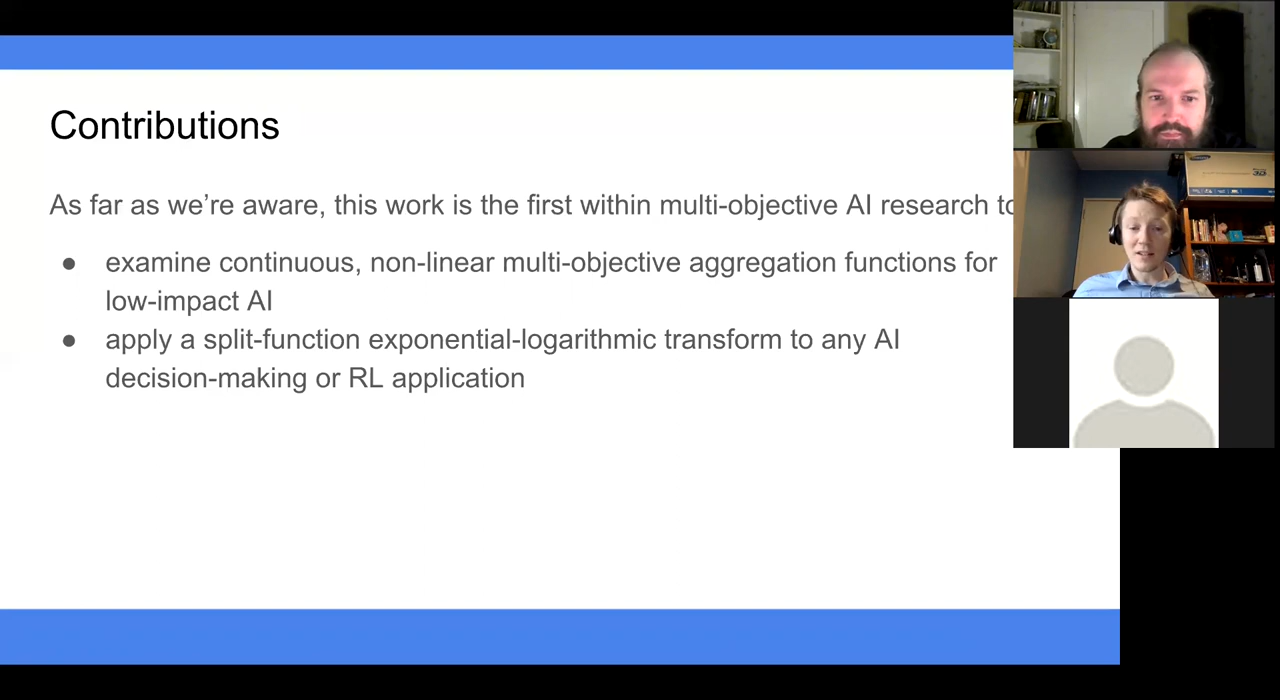 Contributions
As far as we're aware, this work is the first within multi-objective AI research to
● examine continuous, non-linear multi-objective aggregation functions for
low-impact AI
● apply a split-function exponential-logarithmic transform to any AI
decision-making or RL application
SAMSUNG
3D